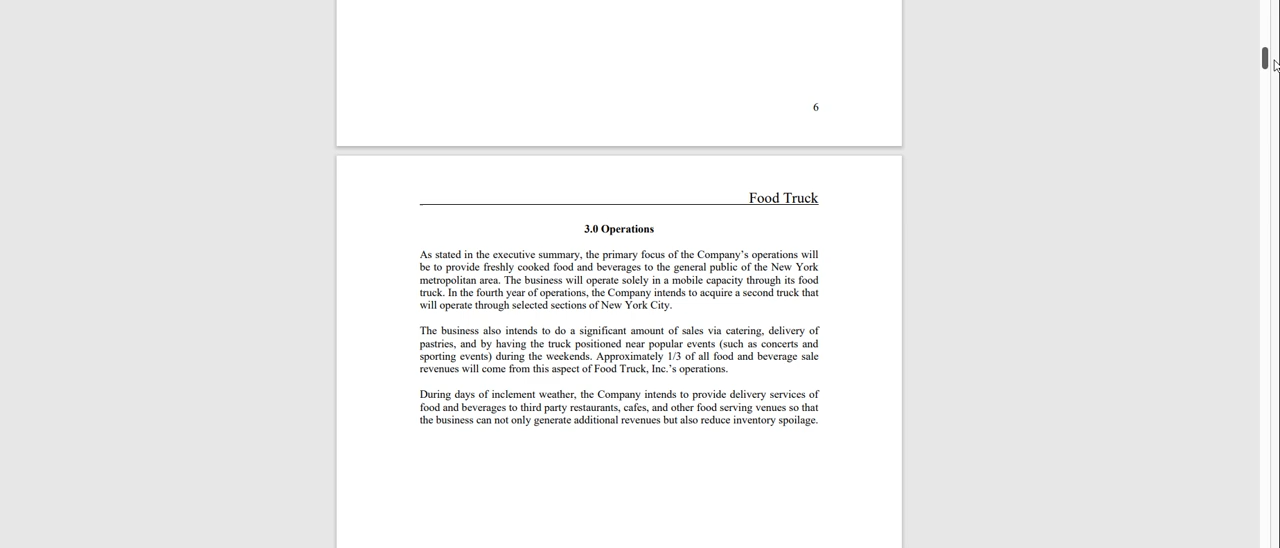 6
Food Truck
3.0 Operations
As stated in the executive summary, the primary focus of the Company's operations will
be to provide freshly cooked food and beverages to the general public of the New York
metropolitan area. The business will operate solely in a mobile capacity through its food
truck. In the fourth year of operations, the Company intends to acquire a second truck that
will operate through selected sections of New York City.
The business also intends to do a significant amount of sales via catering, delivery of
pastries, and by having the truck positioned near popular events (such as concerts and
sporting events) during the weekends. Approximately 1/3 of all food and beverage sale
revenues will come from this aspect of Food Truck, Inc.'s operations.
During days of inclement weather, the Company intends to provide delivery services of
food and beverages to third party restaurants, cafes, and other food serving venues so that
the business can not only generate additional revenues but also reduce inventory spoilage.